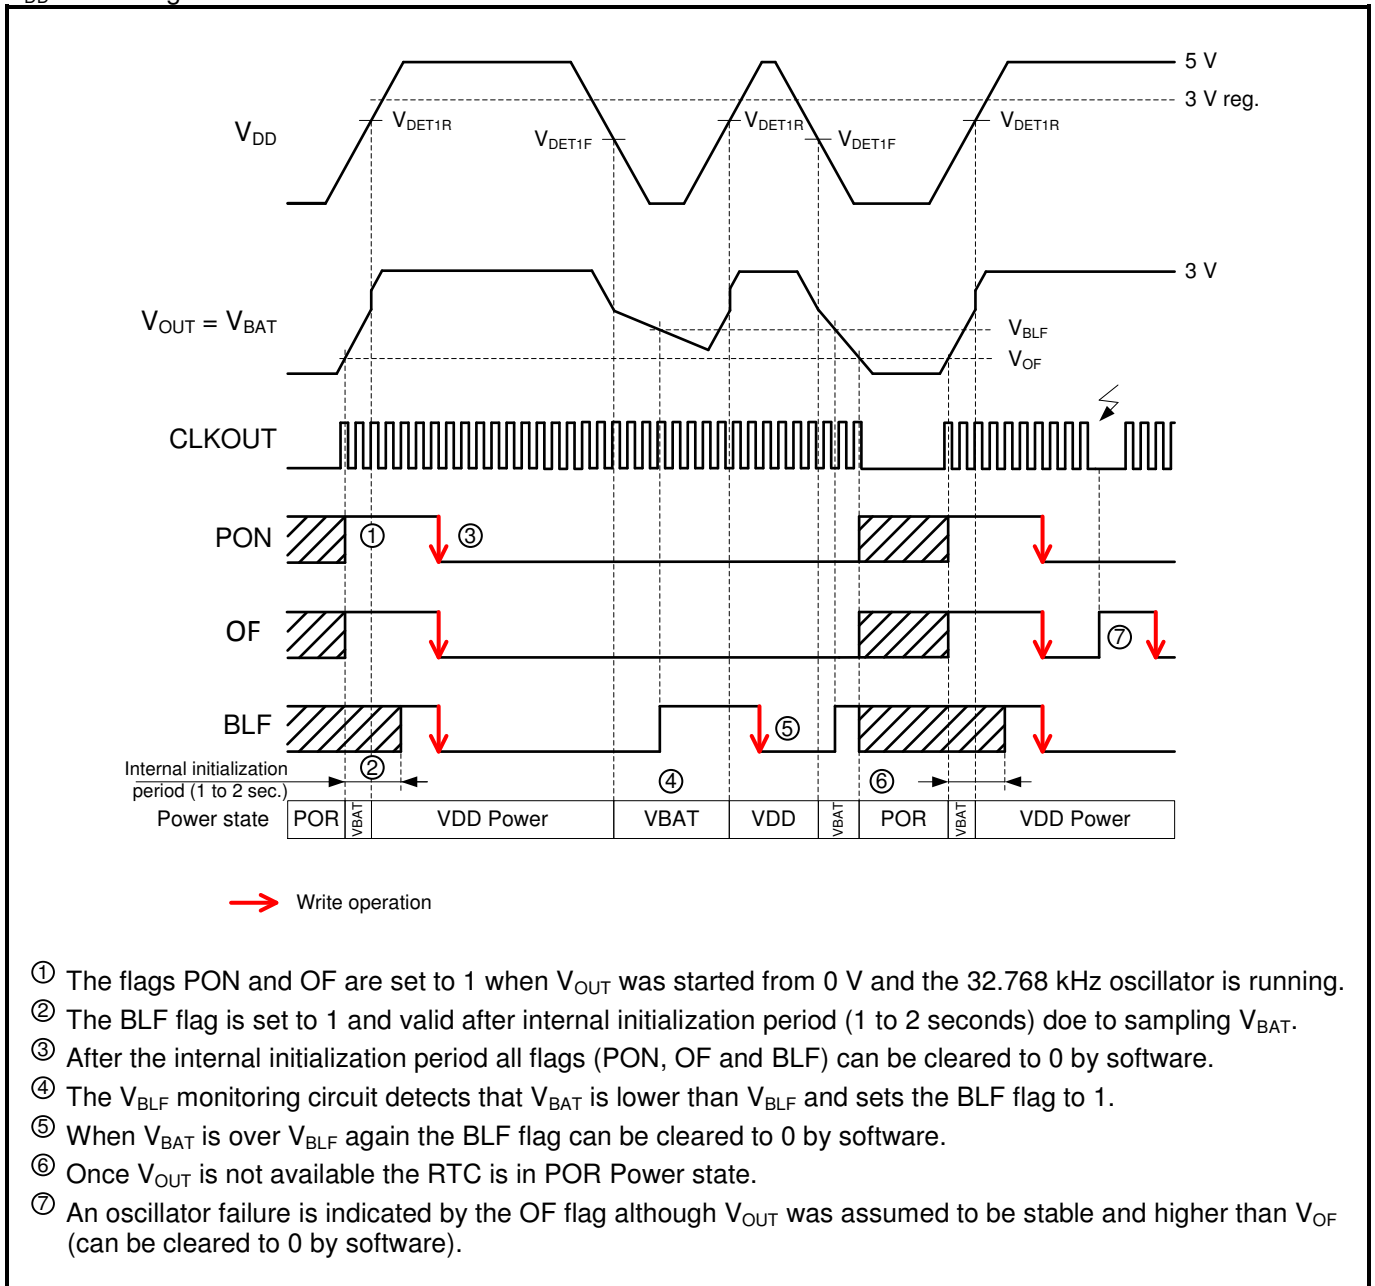 5 V
3 V reg.
VDET1R
VDET1F
VDET1R
VDET1F
VDET1R
VDD
3 V
VOUT = VBAT
VBLF
VOF
CLKOUT
PON
①
③
OF
⑦
BLF
⑤
Internal initialization
period (1 to 2 sec.)
②
④
⑥
Power state
POR
VBAT
VDD Power
VBAT
VDD
VBAT
POR
VBAT
VDD Power
Write operation
① The flags PON and OF are set to 1 when VOUT was started from 0 V and the 32.768 kHz oscillator is running.
② The BLF flag is set to 1 and valid after internal initialization period (1 to 2 seconds) doe to sampling VBAT.
③ After the internal initialization period all flags (PON, OF and BLF) can be cleared to 0 by software.
④ The VBLF monitoring circuit detects that VBAT is lower than VBLF and sets the BLF flag to 1.
⑤ When VBAT is over VBLF again the BLF flag can be cleared to 0 by software.
⑥ Once VOUT is not available the RTC is in POR Power state.
⑦ An oscillator failure is indicated by the OF flag although VOUT was assumed to be stable and higher than VOF
(can be cleared to 0 by software).